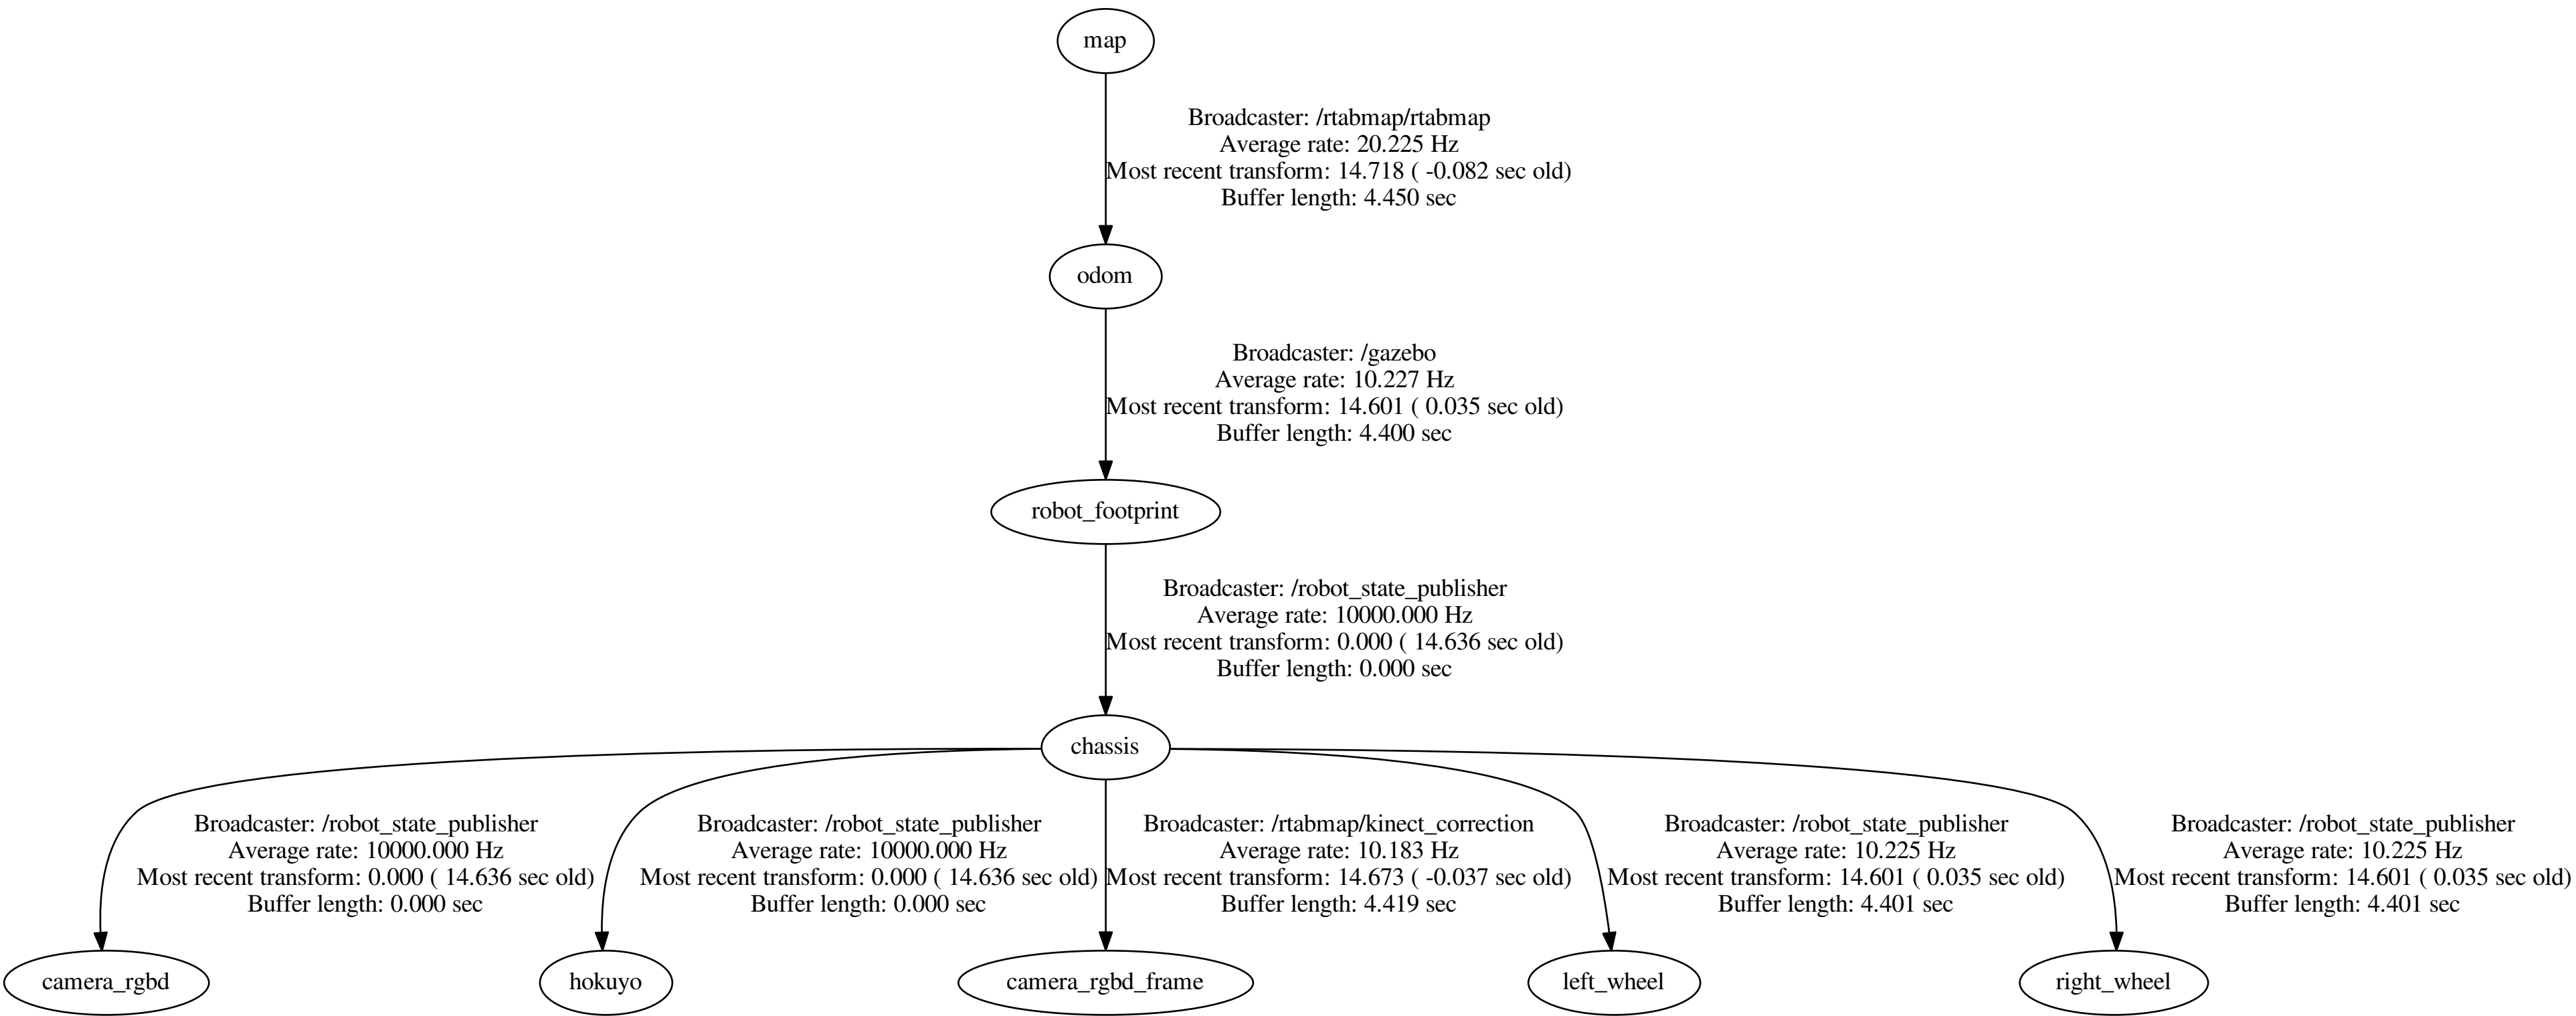 map
Broadcaster: /rtabmap/rtabmap
Average rate: 20.225 Hz
Most recent transform: 14.718 ( -0.082 sec old)
Buffer length: 4.450 sec
odom
Broadcaster: /gazebo
Average rate: 10.227 Hz
Most recent transform: 14.601 ( 0.035 sec old)
Buffer length: 4.400 sec
robot_footprint
Broadcaster: /robot_state_publisher
Average rate: 10000.000 Hz
Most recent transform: 0.000 ( 14.636 sec old)
Buffer length: 0.000 sec
chassis
Broadcaster: /robot_state_publisher
Average rate: 10000.000 Hz
Most recent transform: 0.000 ( 14.636 sec old)
Buffer length: 0.000 sec
Broadcaster: /robot_state_publisher
Average rate: 10000.000 Hz
Most recent transform: 0.000 ( 14.636 sec old)
Buffer length: 0.000 sec
Broadcaster: /rtabmap/kinect_correction
Average rate: 10.183 Hz
Most recent transform: 14.673 ( -0.037 sec old)
Buffer length: 4.419 sec
Broadcaster: /robot_state_publisher
Average rate: 10.225 Hz
Most recent transform: 14.601 ( 0.035 sec old)
Buffer length: 4.401 sec
Broadcaster: /robot_state_publisher
Average rate: 10.225 Hz
Most recent transform: 14.601 ( 0.035 sec old)
Buffer length: 4.401 sec
camera_rgbd
hokuyo
camera_rgbd_frame
left_wheel
right_wheel